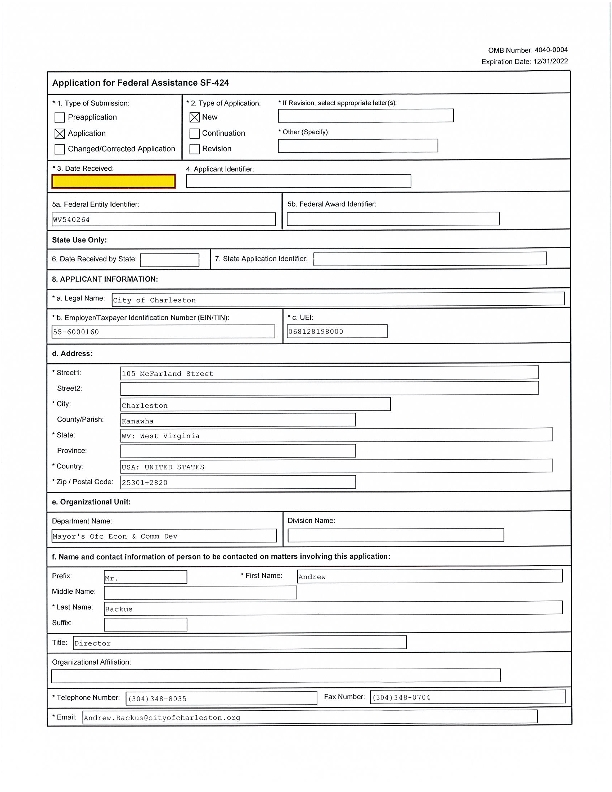 OMB Number: 4040-0004
Expiration Date: 12/31/2022
Application for Federal Assistance SF-424
* 1. Type of Submission:
Preapplication
Application
Changed/Corrected Application
* 2. Type of Application:
New
Continuation
Revision
* If Revision, select appropriate letter(s):
* Other (Specify):
* 3. Date Received:
4. Applicant Identifier:
5a. Federal Entity Identifier:
WV540264
5b. Federal Award Identifier:
State Use Only:
6. Date Received by State:
7. State Application Identifier:
8. APPLICANT INFORMATION:
* a. Legal Name: City of Charleston
* b. Employer/Taxpayer Identification Number (EIN/TIN):
55-6000160
* c. UEI:
068128198000
d. Address:
* Street1: 105 McFarland Street
Street2:
* City: Charleston
County/Parish: Kanawha
* State: WV: West Virginia
Province:
* Country: USA: UNITED STATES
* Zip / Postal Code: 25301-2820
e. Organizational Unit:
Department Name:
Mayor's Ofc Econ & Comm Dev
Division Name:
f. Name and contact information of person to be contacted on matters involving this application:
Prefix: Mr. * First Name: Andrew
Middle Name:
* Last Name: Backus
Suffix:
Title: Director
Organizational Affiliation:
* Telephone Number: (304)348-8035 Fax Number: (304)348-0704
* Email: Andrew.Backus@cityofcharleston.org